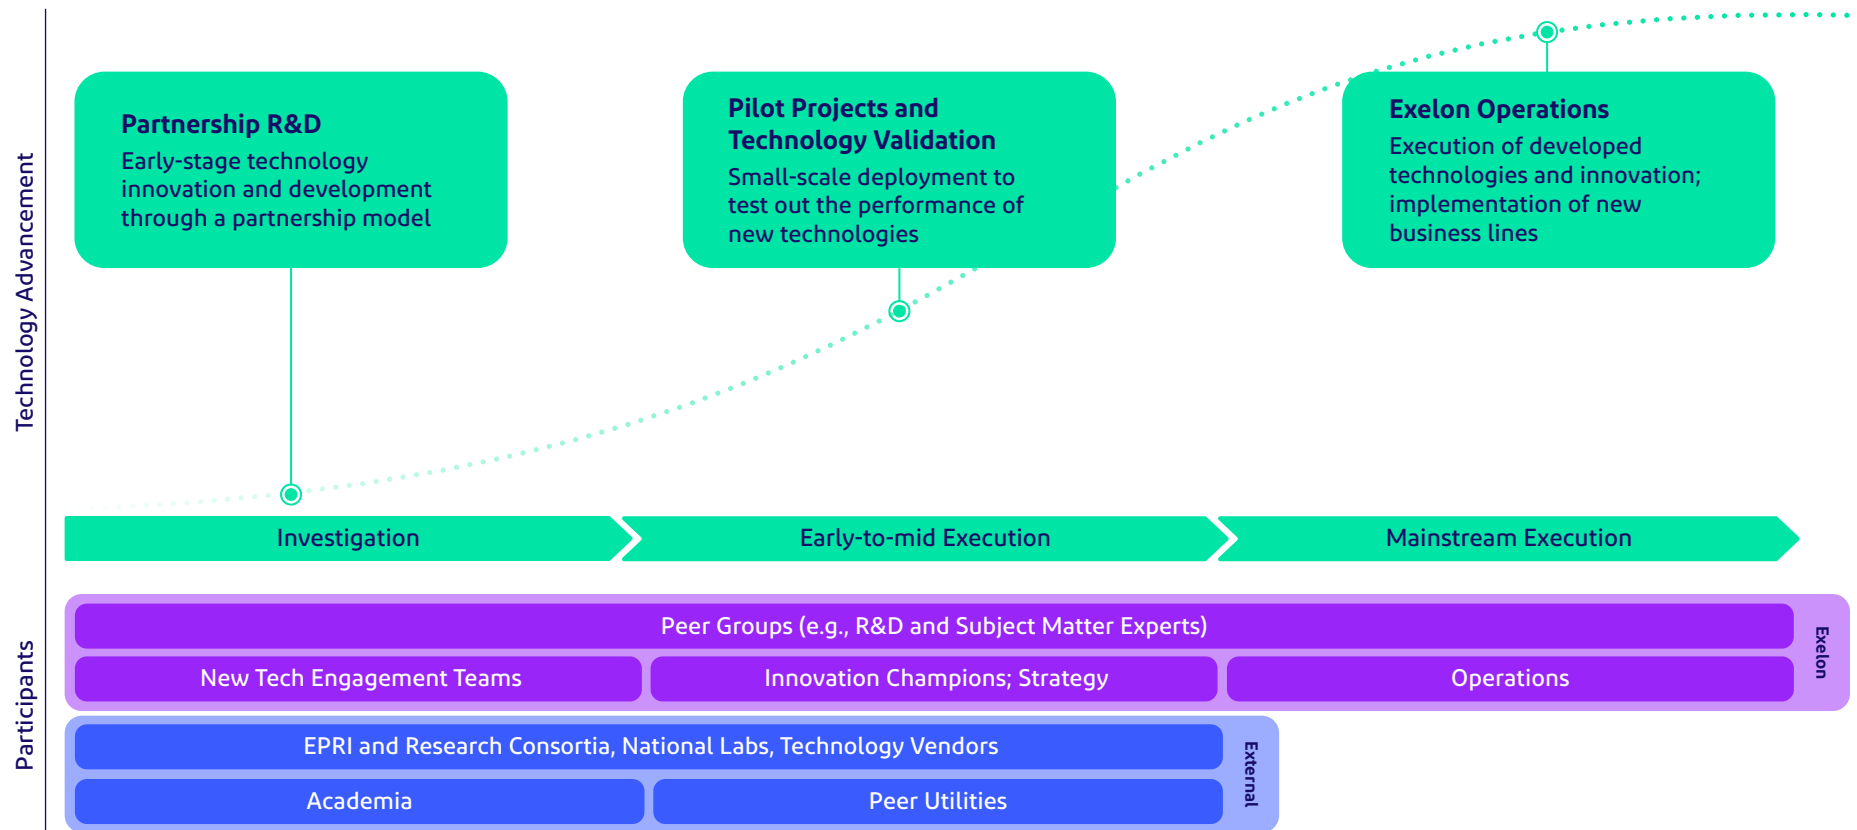 Technology Advancement
Partnership R&D
Early-stage technology
innovation and development
through a partnership model
Pilot Projects and
Technology Validation
Small-scale deployment to
test out the performance of
new technologies
Exelon Operations
Execution of developed
technologies and innovation;
implementation of new
business lines
Investigation
Early-to-mid Execution
Mainstream Execution
Participants
Peer Groups (e.g., R&D and Subject Matter Experts)
New Tech Engagement Teams
Innovation Champions; Strategy
Operations
Exelon
EPRI and Research Consortia, National Labs, Technology Vendors
Academia
Peer Utilities
External